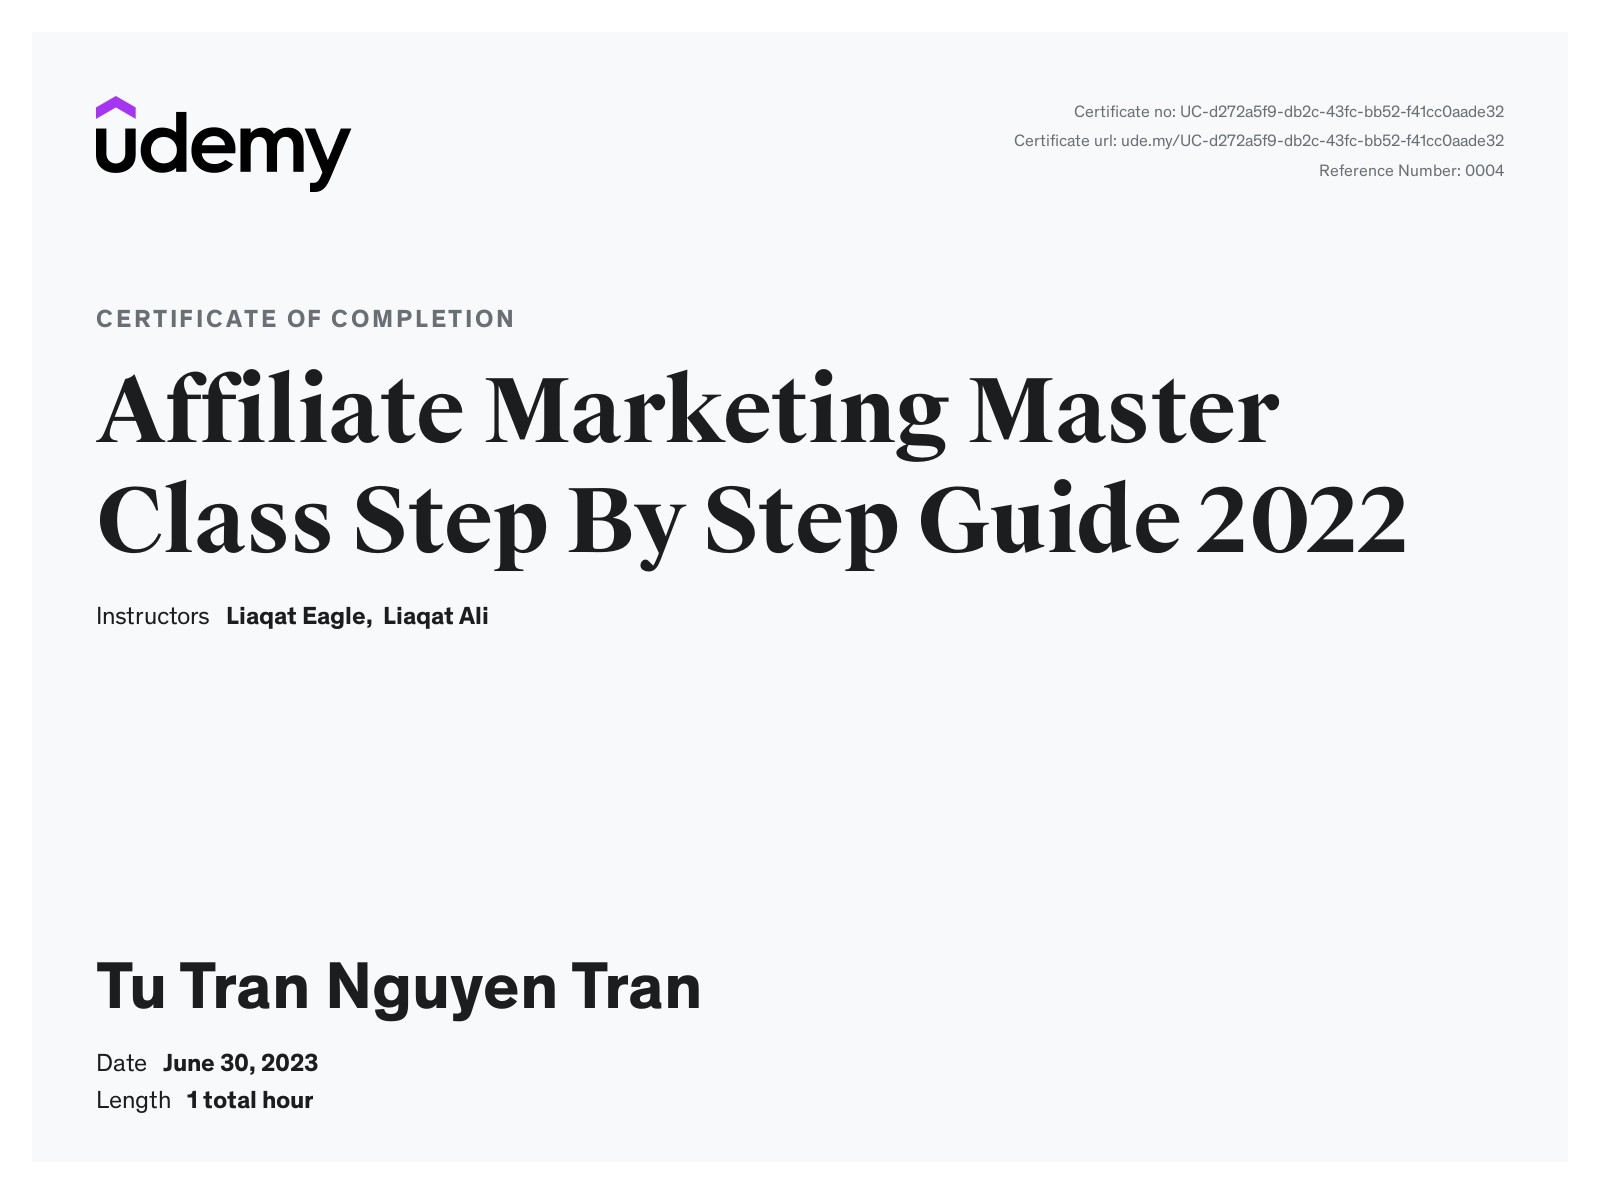 udemy
Certificate no: UC-d272a5f9-db2c-43fc-bb52-f41cc0aade32
Certificate url: ude.my/UC-d272a5f9-db2c-43fc-bb52-f41cc0aade32
Reference Number: 0004
CERTIFICATE OF COMPLETION
Affiliate Marketing Master
Class Step By Step Guide 2022
Instructors Liaqat Eagle, Liaqat Ali
Tu Tran Nguyen Tran
Date June 30, 2023
Length 1 total hour